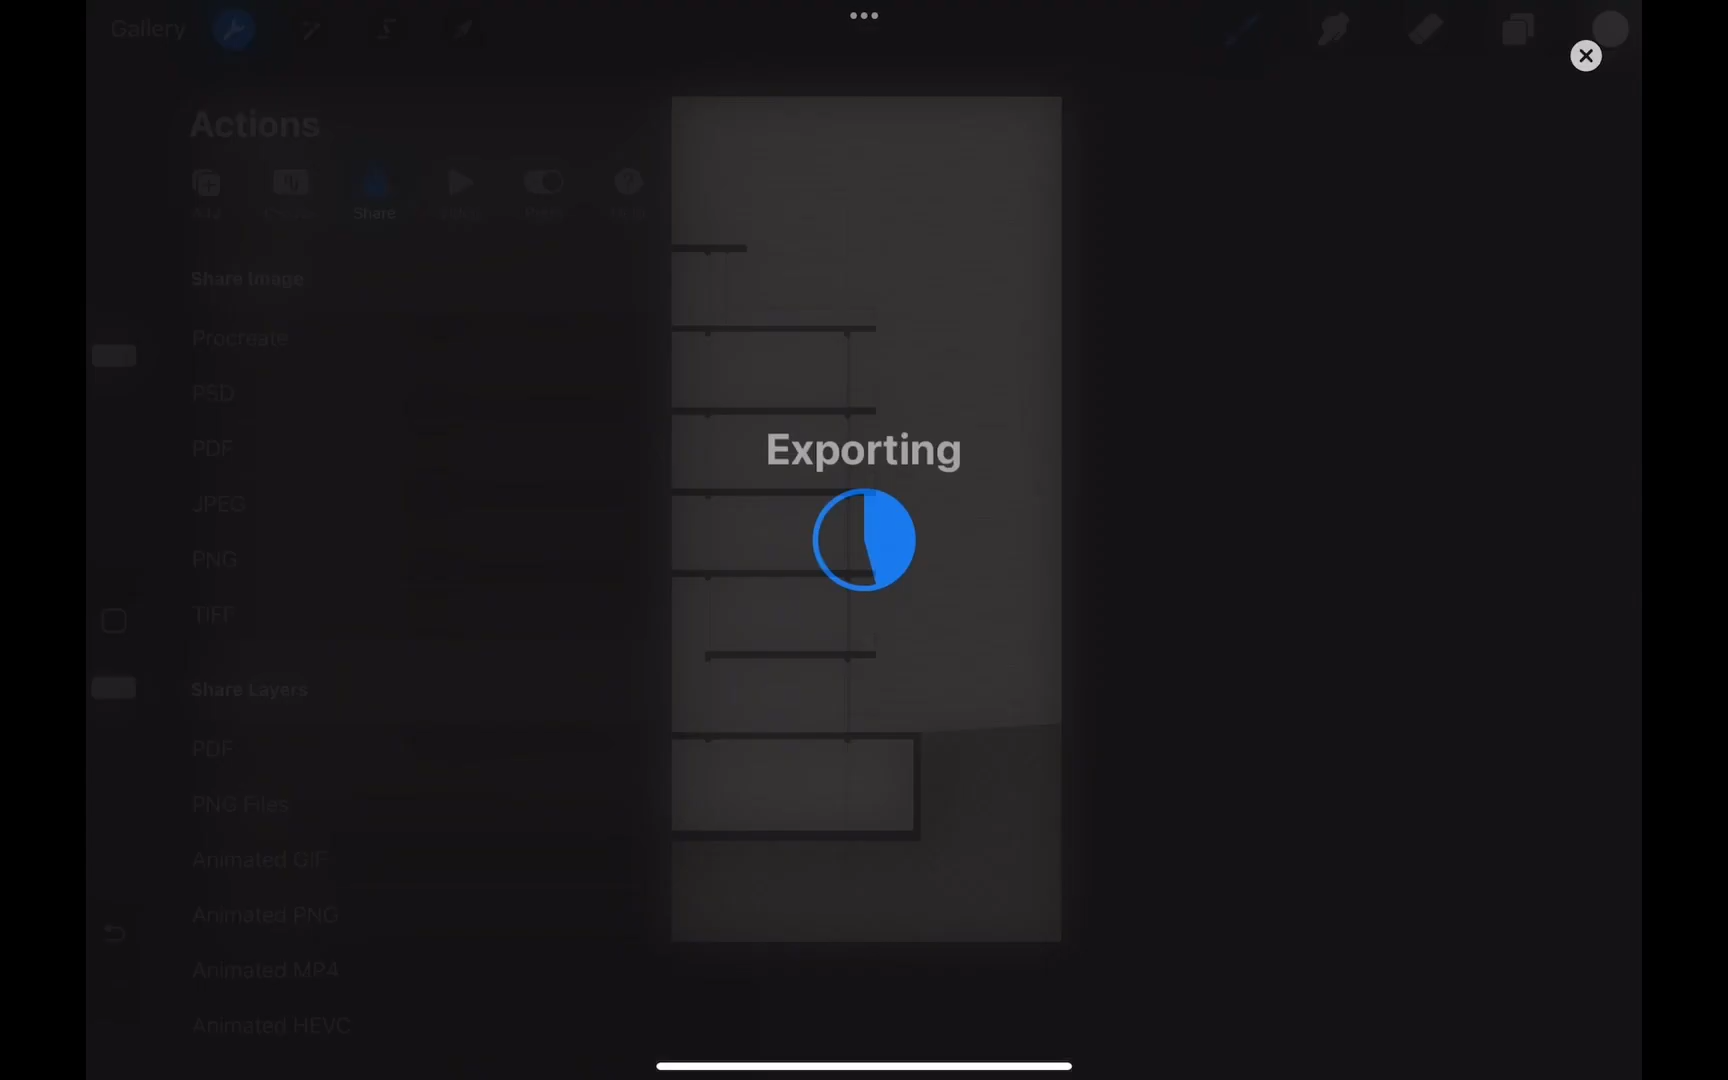 Gallery
Actions
Add
Share
Share Image
Procreate
PSD
PDF
JPEG
PNG
TIFF
Share Layers
PDF
PNG Files
Animated GIF
Animated PNG
Animated MP4
Animated HEVC
Exporting